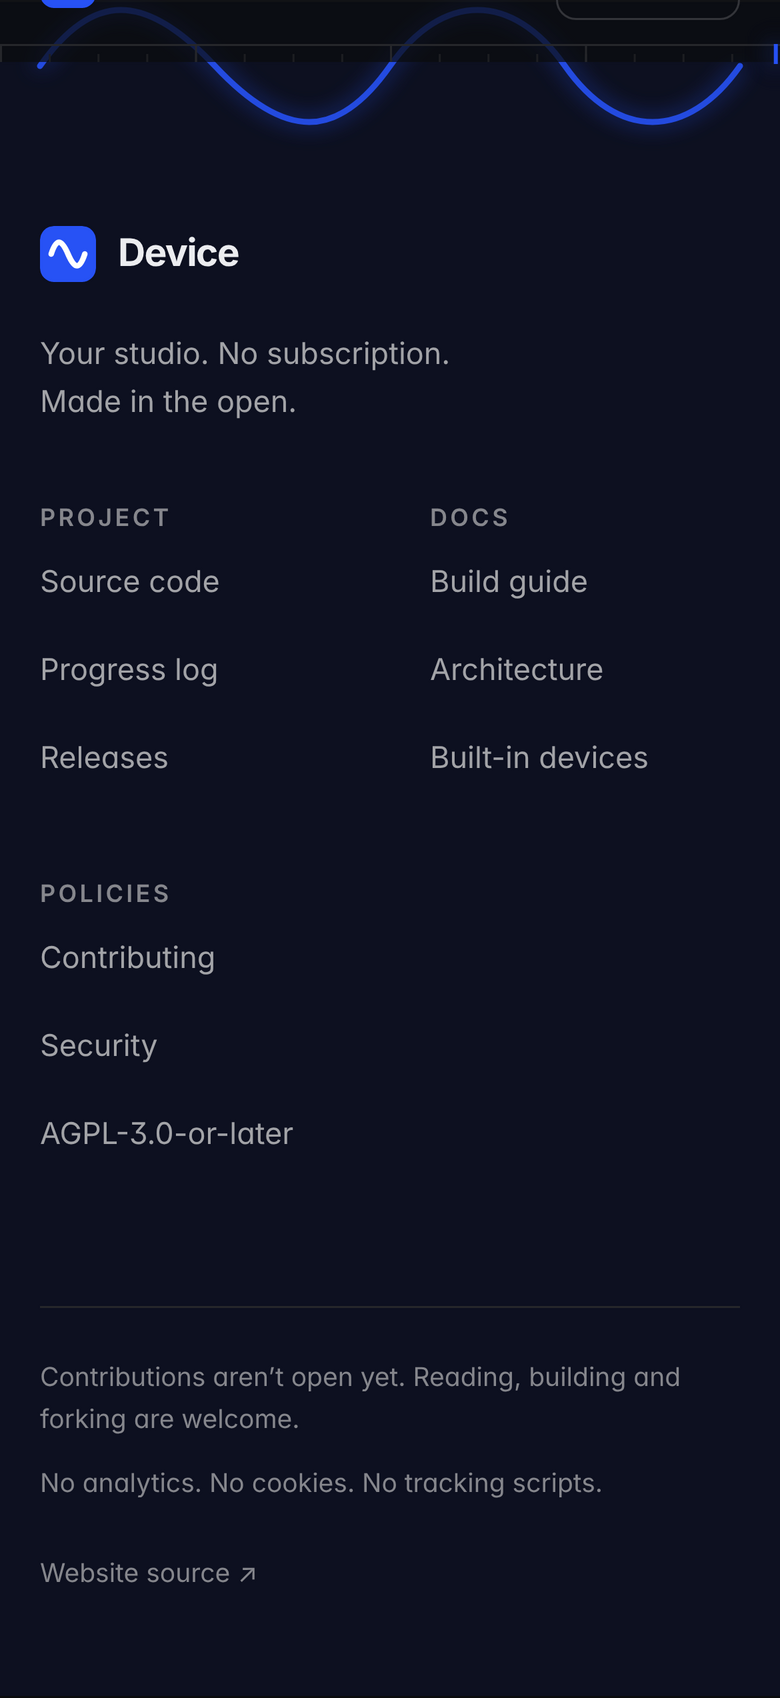 Device
Your studio. No subscription.
Made in the open.
PROJECT
Source code
Progress log
Releases
DOCS
Build guide
Architecture
Built-in devices
POLICIES
Contributing
Security
AGPL-3.0-or-later
Contributions aren’t open yet. Reading, building and
forking are welcome.
No analytics. No cookies. No tracking scripts.
Website source ↗